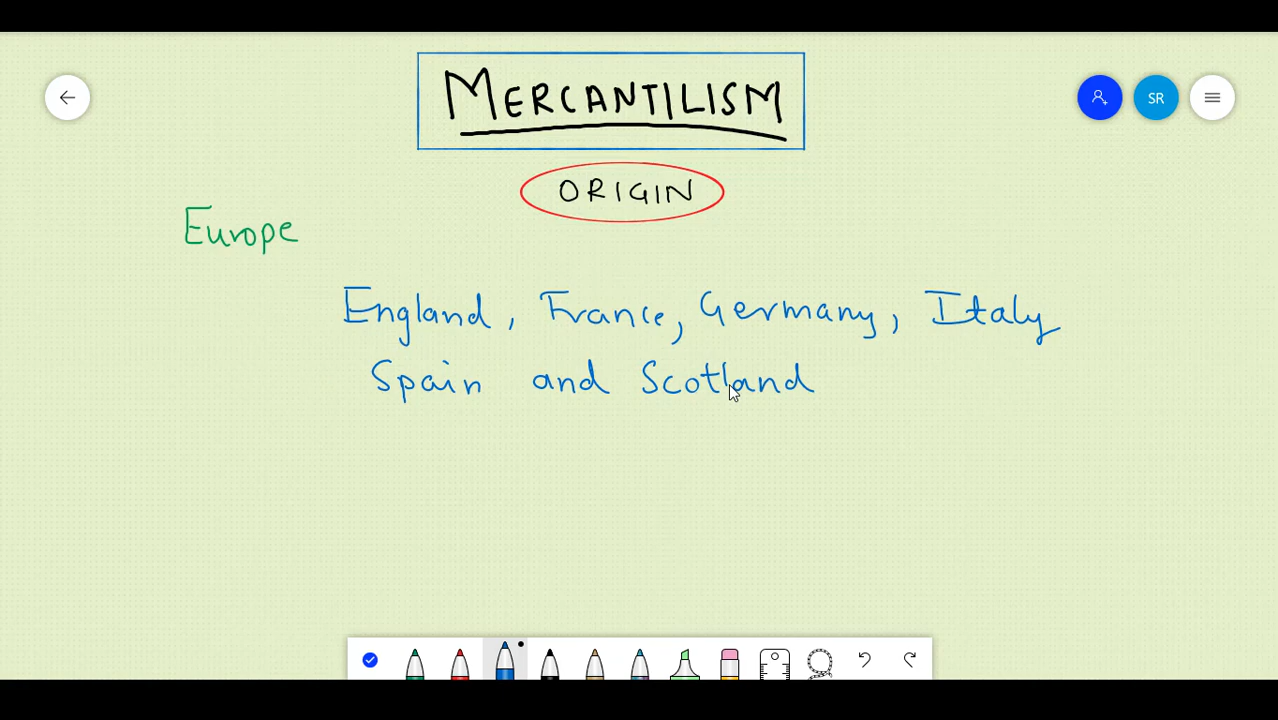 MERCANTILISM
SR
ORIGIN
Europe
England, France, Germany, Italy
Spain and Scotland